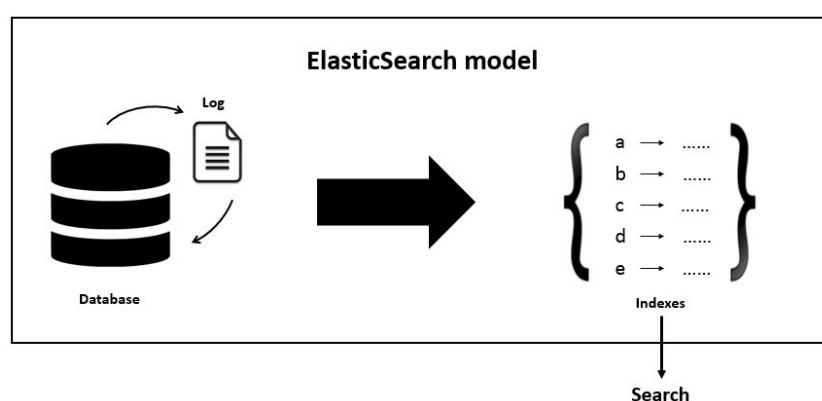 ElasticSearch model
Log
Database
a → ......
b → ......
c → ......
d → ......
e → ......
Indexes
Search